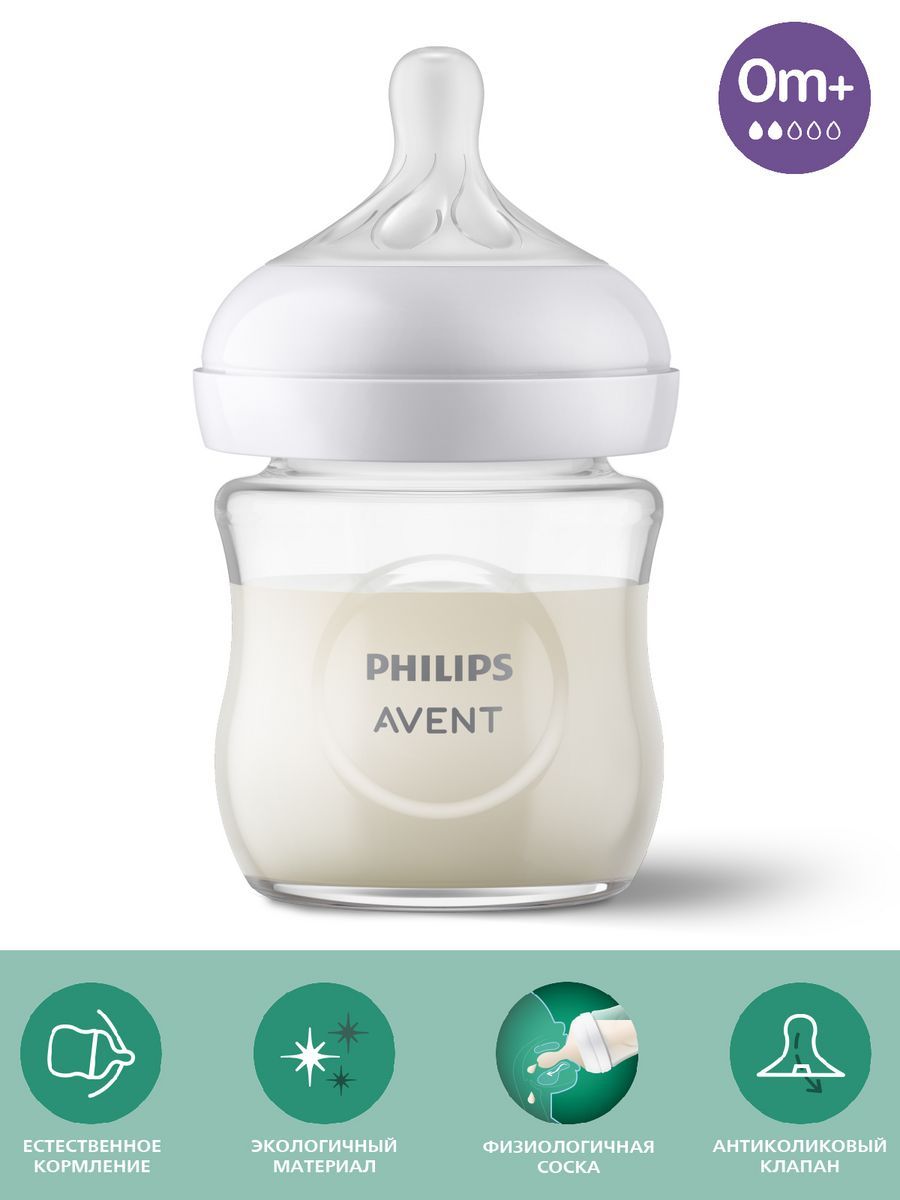 0m+
PHILIPS
AVENT
ЕСТЕСТВЕННОЕ
КОРМЛЕНИЕ
ЭКОЛОГИЧНЫЙ
МАТЕРИАЛ
ФИЗИОЛОГИЧНАЯ
СОСКА
АНТИКОЛИКОВЫЙ
КЛАПАН